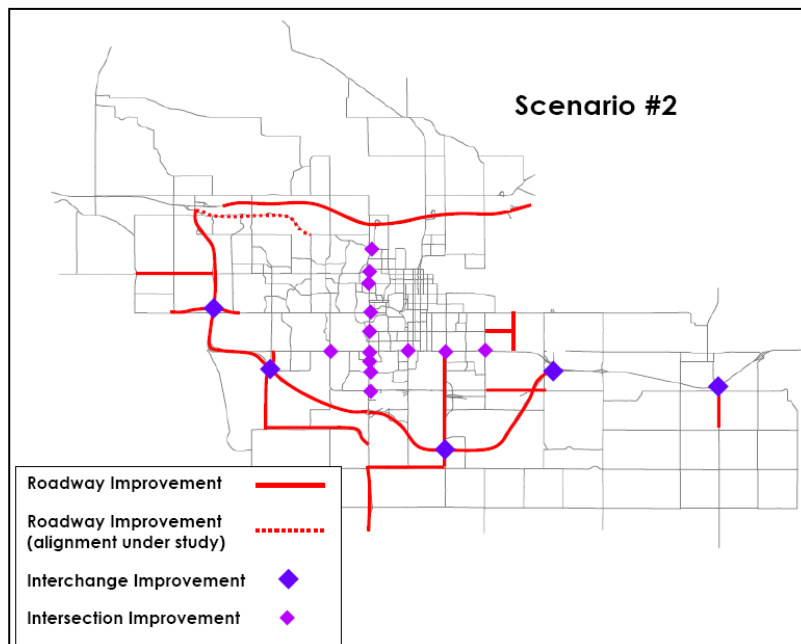 Scenario #2
Roadway Improvement
Roadway Improvement
(alignment under study)
Interchange Improvement
Intersection Improvement